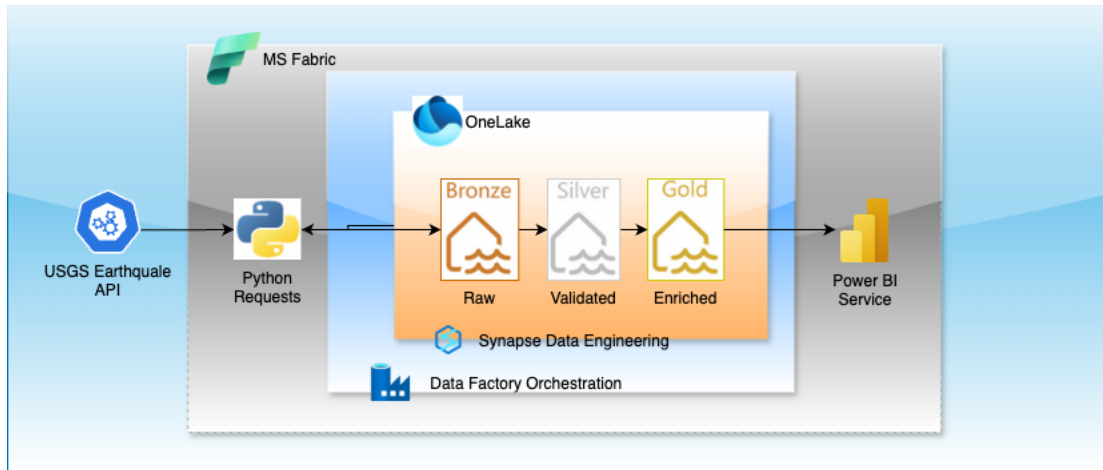 MS Fabric
OneLake
Bronze
Silver
Gold
USGS Earthquale
API
Python
Requests
Raw
Validated
Enriched
Power BI
Service
Synapse Data Engineering
Data Factory Orchestration